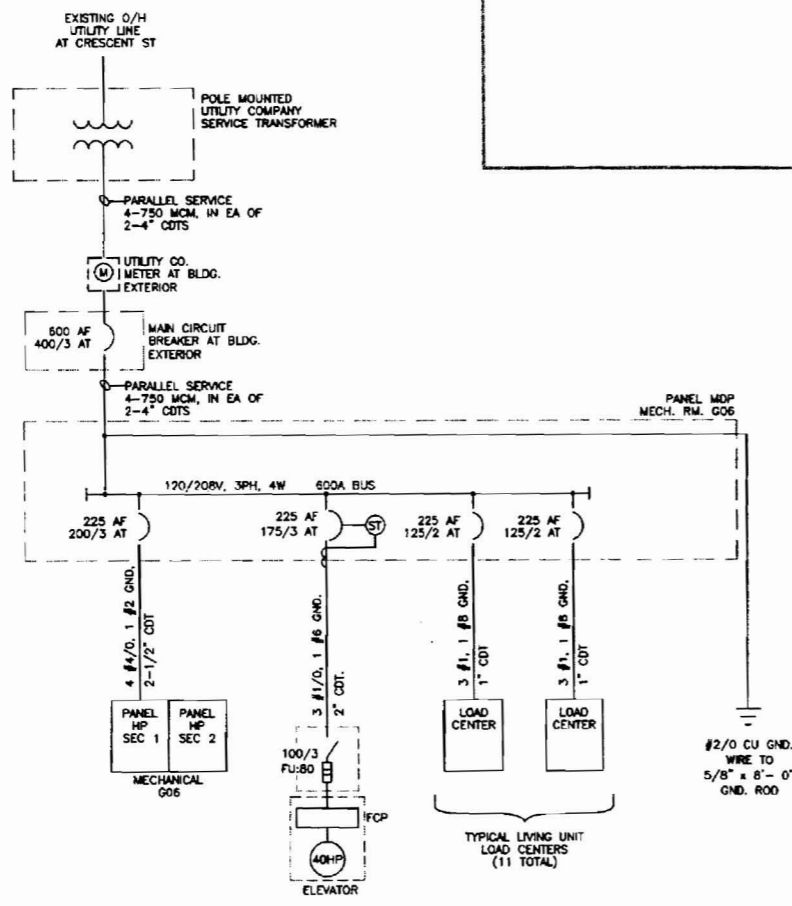 EXISTING O/H
UTILITY LINE
AT CRESCENT ST
POLE MOUNTED
UTILITY COMPANY
SERVICE TRANSFORMER
PARALLEL SERVICE
4-750 MCM, IN EA OF
2-4" CDTS
M
UTILITY CO.
METER AT BLDG.
EXTERIOR
600 AF
400/3 AT
MAIN CIRCUIT
BREAKER AT BLDG.
EXTERIOR
PARALLEL SERVICE
4-750 MCM, IN EA OF
2-4" CDTS
PANEL MDP
MECH. RM. G06
120/208V, 3PH, 4W 600A BUS
225 AF
200/3 AT
225 AF
175/3 AT
ST
225 AF
125/2 AT
225 AF
125/2 AT
4 #4/0, 1 #2 GND.
2-1/2" CDT
3 #1/0, 1 #6 GND.
2" CDT.
3 #1, 1 #8 GND.
1" CDT
3 #1, 1 #8 GND.
1" CDT
PANEL
HP
SEC 1
PANEL
HP
SEC 2
MECHANICAL
G06
100/3
FU:80
FCP
40HP
ELEVATOR
LOAD
CENTER
LOAD
CENTER
TYPICAL LIVING UNIT
LOAD CENTERS
(11 TOTAL)
#2/0 CU GND.
WIRE TO
5/8" x 8'- 0"
GND. ROD